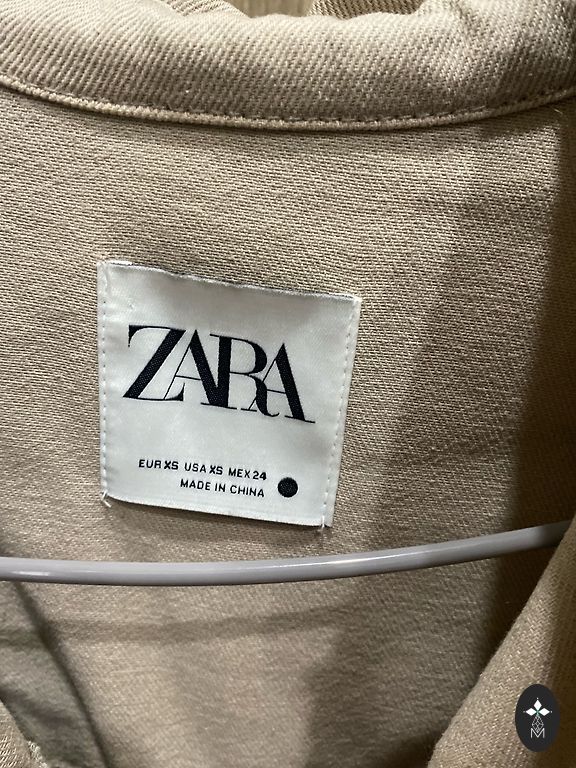 ZARA
EUR XS USA XS MEX 24
MADE IN CHINA
M